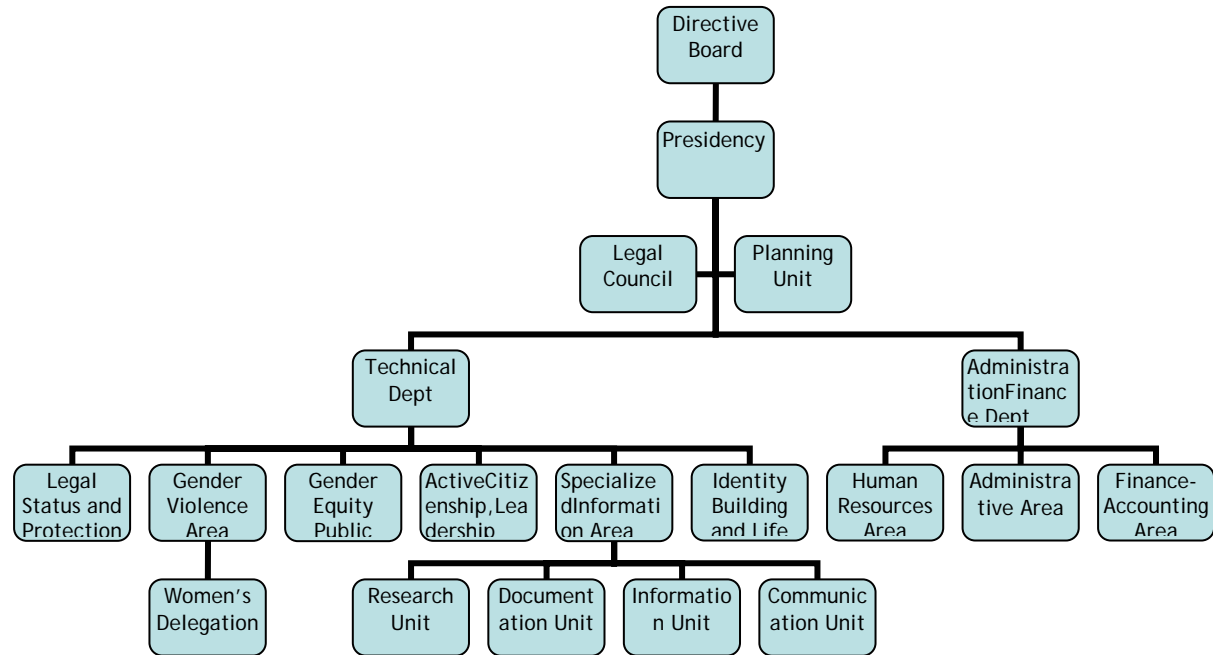 Directive
Board
Presidency
Legal
Council
Planning
Unit
Technical
Dept
Administra
tionFinanc
e Dept
Legal
Status and
Protection
Gender
Violence
Area
Gender
Equity
Public
ActiveCitiz
enship,Lea
dership
Specialize
dInformati
on Area
Identity
Building
and Life
Human
Resources
Area
Administra
tive Area
Finance-
Accounting
Area
Women's
Delegation
Research
Unit
Document
ation Unit
Informatio
n Unit
Communic
ation Unit